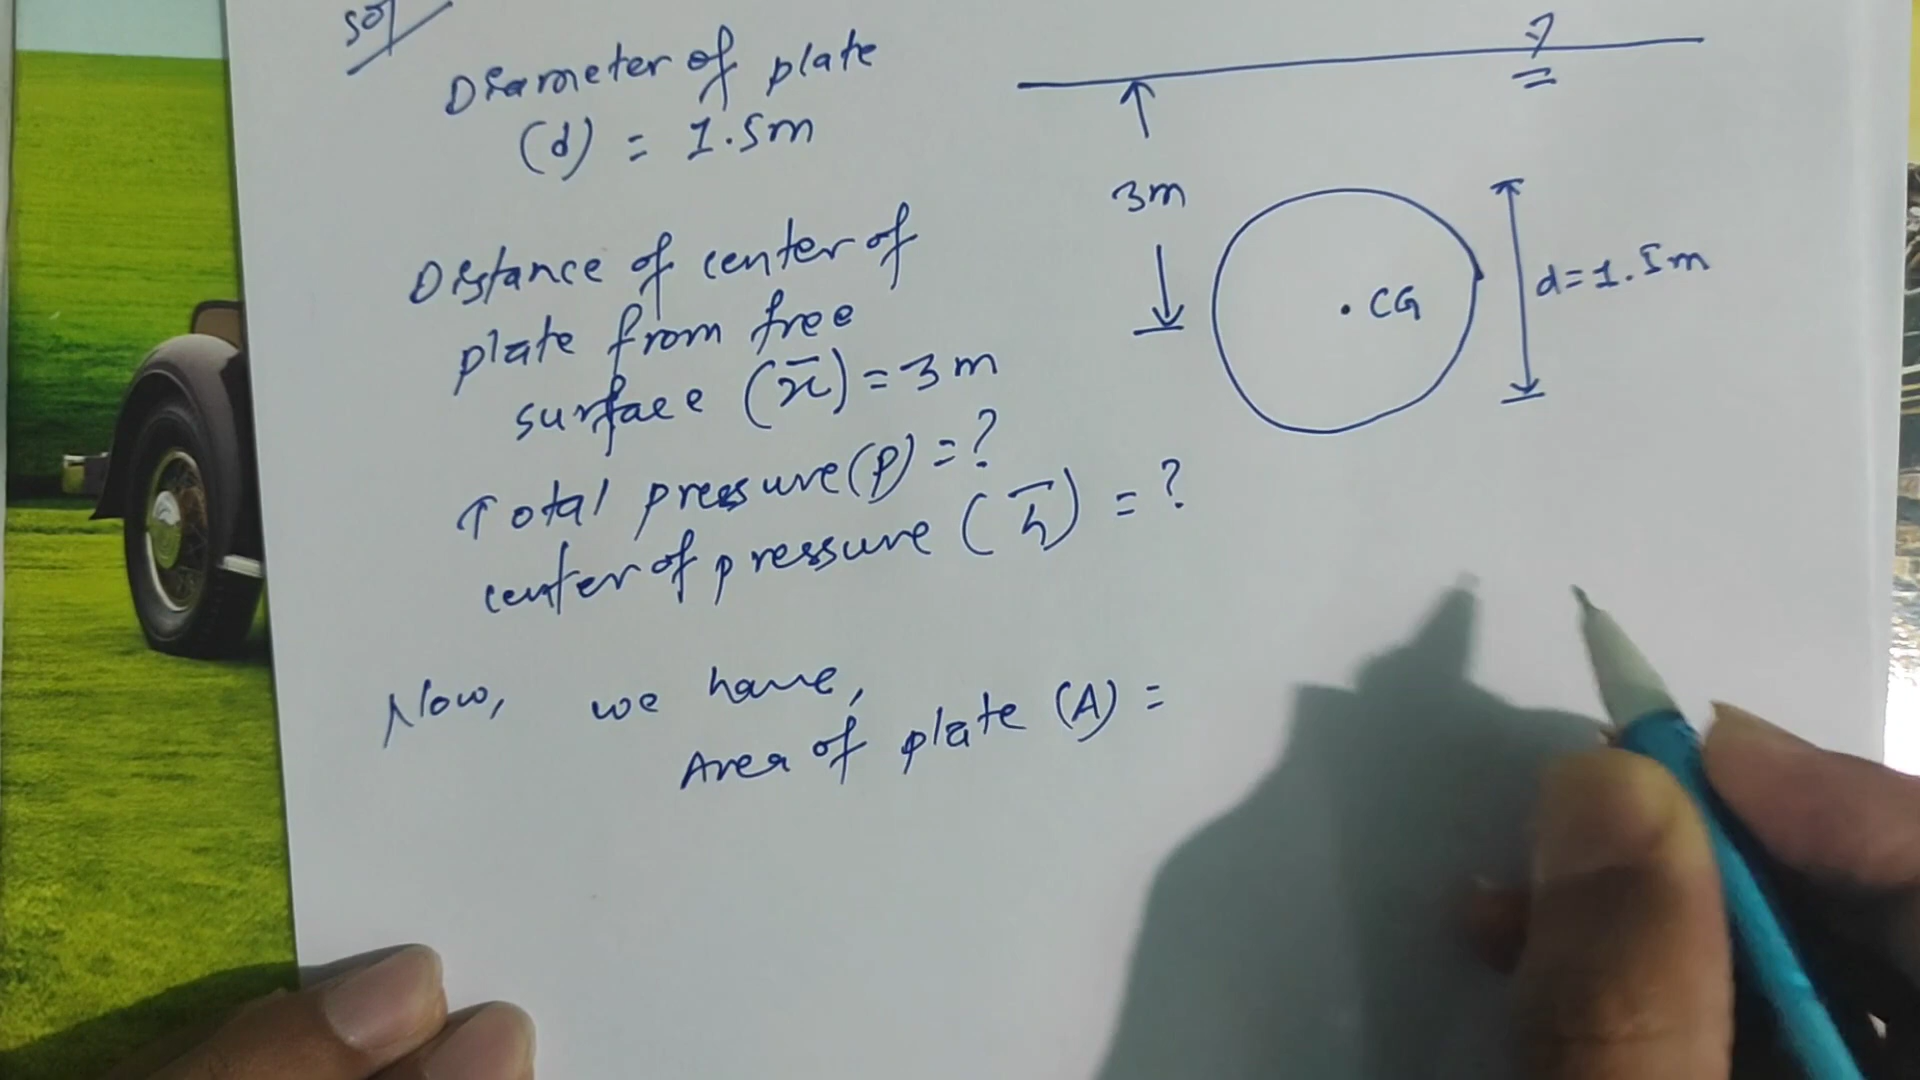 Sol
Diameter of plate
(d) = 1.5m
Distance of center of
plate from free
surface (x̄) = 3 m
Total pressure (P) = ?
center of pressure (h̄) = ?
Now, we have,
Area of plate (A) =
3m
. CG
d = 1.5m